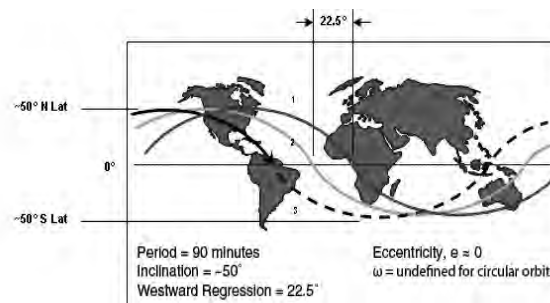 22.5°
~50° N Lat
1
2
0°
3
~50° S Lat
Period = 90 minutes
Inclination = ~50°
Westward Regression = 22.5°
Eccentricity, e ≈ 0
ω = undefined for circular orbit